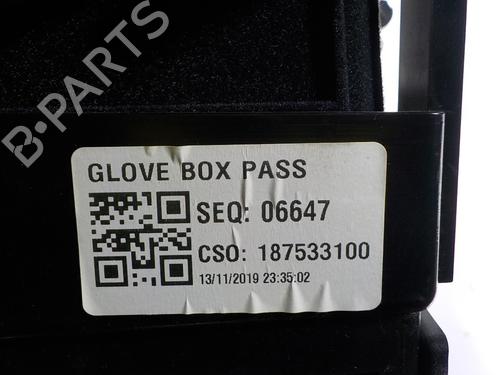 B-PARTS
GLOVE BOX PASS
SEQ: 06647
CSO: 187533100
13/11/2019 23:35:02